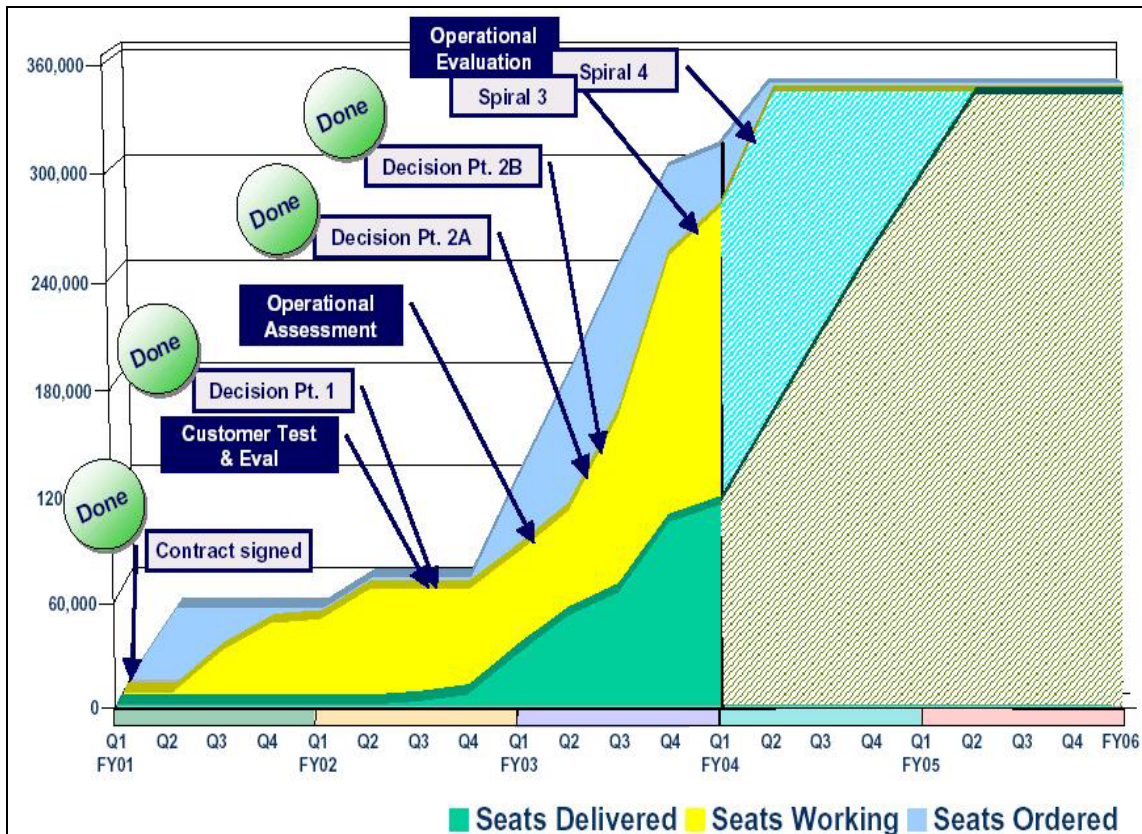 Operational
Evaluation
Spiral 4
Spiral 3
Done
Decision Pt. 2B
Done
Decision Pt. 2A
Operational
Assessment
Done
Decision Pt. 1
Customer Test
& Eval
Done
Contract signed
360,000
300,000
240,000
180,000
60,000
0
Q1 Q2 Q3 Q4 Q1 Q2 Q3 Q4 Q1 Q2 Q3 Q4 Q1 Q2 Q3 Q4 Q1 Q2 Q3 Q4 FY06
FY01 FY02 FY03 FY04 FY05
Seats Delivered Seats Working Seats Ordered